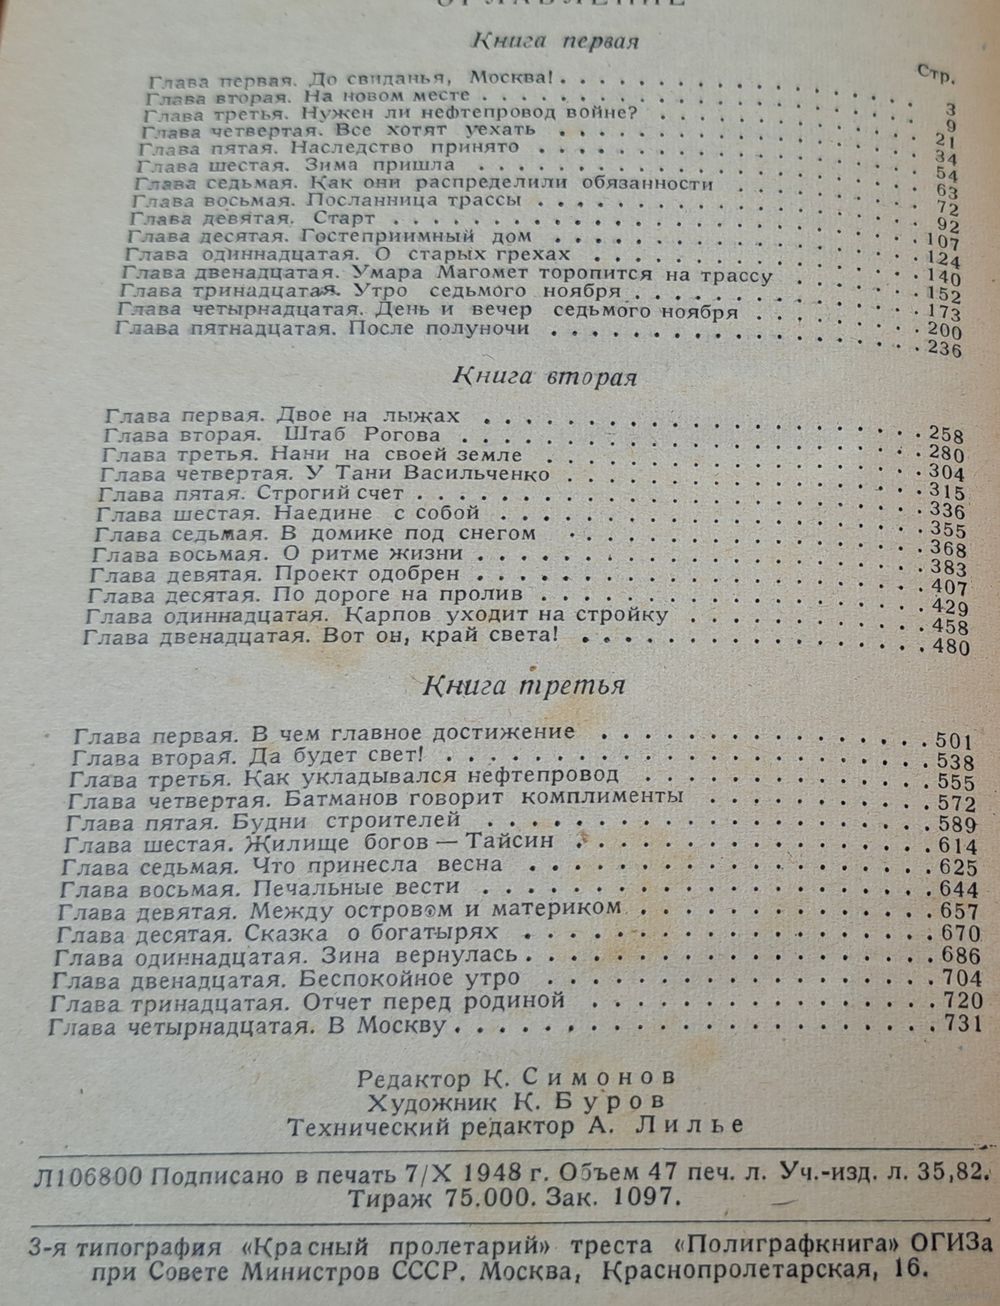 ОГЛАВЛЕНИЕ
Книга первая
Стр.
Глава первая. До свиданья, Москва! . . . 3
Глава вторая. На новом месте . . . 9
Глава третья. Нужен ли нефтепровод войне? . . . 21
Глава четвертая. Все хотят уехать . . . 34
Глава пятая. Наследство принято . . . 54
Глава шестая. Зима пришла . . . 63
Глава седьмая. Как они распределили обязанности . . . 72
Глава восьмая. Посланница трассы . . . 92
Глава девятая. Старт . . . 107
Глава десятая. Гостеприимный дом . . . 124
Глава одиннадцатая. О старых грехах . . . 140
Глава двенадцатая. Умара Магомет торопится на трассу . . . 152
Глава тринадцатая. Утро седьмого ноября . . . 173
Глава четырнадцатая. День и вечер седьмого ноября . . . 200
Глава пятнадцатая. После полуночи . . . 236
Книга вторая
Глава первая. Двое на лыжах . . . 258
Глава вторая. Штаб Рогова . . . 280
Глава третья. Нани на своей земле . . . 304
Глава четвертая. У Тани Васильченко . . . 315
Глава пятая. Строгий счет . . . 336
Глава шестая. Наедине с собой . . . 355
Глава седьмая. В домике под снегом . . . 368
Глава восьмая. О ритме жизни . . . 383
Глава девятая. Проект одобрен . . . 407
Глава десятая. По дороге на пролив . . . 429
Глава одиннадцатая. Карпов уходит на стройку . . . 458
Глава двенадцатая. Вот он, край света! . . . 480
Книга третья
Глава первая. В чем главное достижение . . . 501
Глава вторая. Да будет свет! . . . 538
Глава третья. Как укладывался нефтепровод . . . 555
Глава четвертая. Батманов говорит комплименты . . . 572
Глава пятая. Будни строителей . . . 589
Глава шестая. Жилище богов — Тайсин . . . 614
Глава седьмая. Что принесла весна . . . 625
Глава восьмая. Печальные вести . . . 644
Глава девятая. Между островом и материком . . . 657
Глава десятая. Сказка о богатырях . . . 670
Глава одиннадцатая. Зина вернулась . . . 686
Глава двенадцатая. Беспокойное утро . . . 704
Глава тринадцатая. Отчет перед родиной . . . 720
Глава четырнадцатая. В Москву . . . 731
Редактор К. Симонов
Художник К. Буров
Технический редактор А. Лилье
Л106800 Подписано в печать 7/X 1948 г. Объем 47 печ. л. Уч.-изд. л. 35,82.
Тираж 75.000. Зак. 1097.
3-я типография «Красный пролетарий» треста «Полиграфкнига» ОГИЗа
при Совете Министров СССР. Москва, Краснопролетарская, 16.